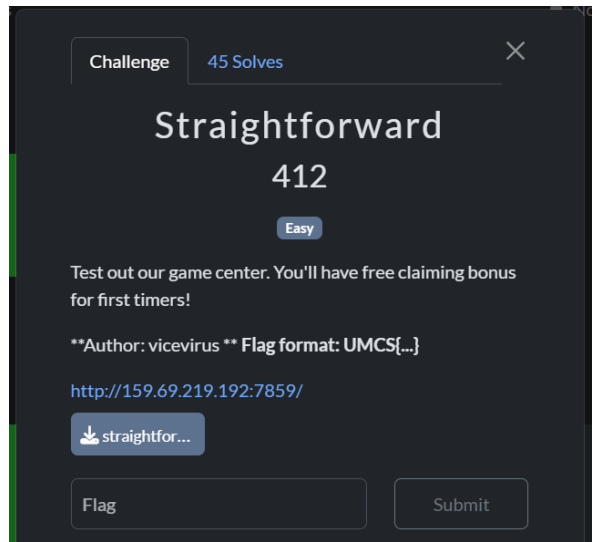 Challenge
45 Solves
Straightforward
412
Easy
Test out our game center. You'll have free claiming bonus
for first timers!
**Author: vicevirus ** Flag format: UMCS{...}
http://159.69.219.192:7859/
straightfor...
Flag
Submit